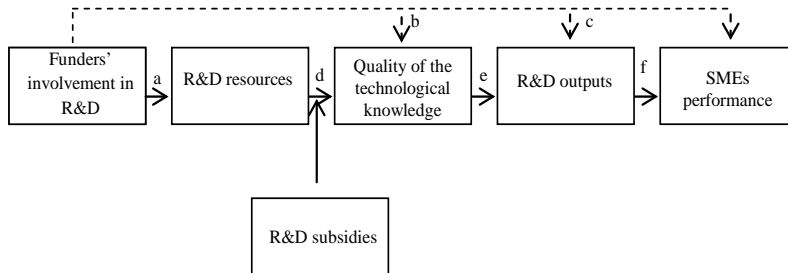 b
c
Funders'
involvement in
R&D
a
R&D resources
d
Quality of the
technological
knowledge
e
R&D outputs
f
SMEs
performance
R&D subsidies